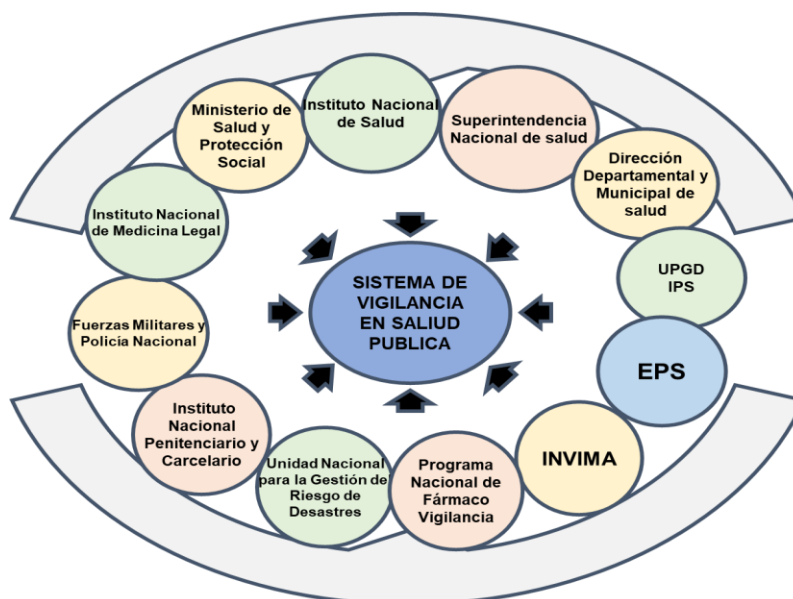 Instituto Nacional
de Salud
Ministerio de
Salud y
Protección
Social
Superintendencia
Nacional de salud
Dirección
Departamental y
Municipal de
salud
Instituto Nacional
de Medicina Legal
UPGD
IPS
SISTEMA DE
VIGILANCIA
EN SALIUD
PUBLICA
Fuerzas Militares y
Policía Nacional
EPS
Instituto
Nacional
Penitenciario y
Carcelario
INVIMA
Unidad Nacional
para la Gestión de
Riesgo de
Desastres
Programa
Nacional de
Fármaco
Vigilancia